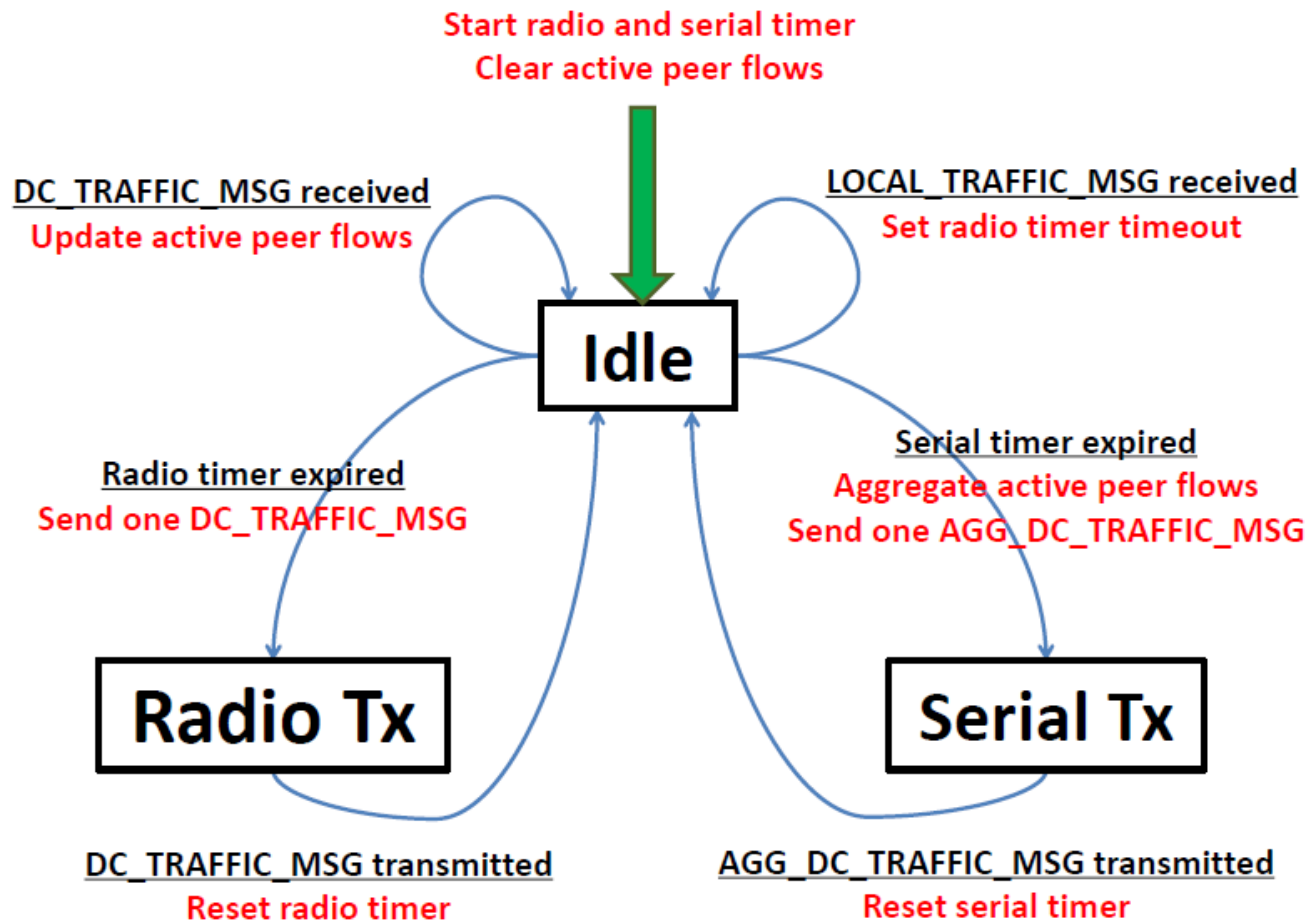 Start radio and serial timer
Clear active peer flows
DC_TRAFFIC_MSG received
Update active peer flows
LOCAL_TRAFFIC_MSG received
Set radio timer timeout
Idle
Radio timer expired
Send one DC_TRAFFIC_MSG
Serial timer expired
Aggregate active peer flows
Send one AGG_DC_TRAFFIC_MSG
Radio Tx
Serial Tx
DC_TRAFFIC_MSG transmitted
Reset radio timer
AGG_DC_TRAFFIC_MSG transmitted
Reset serial timer